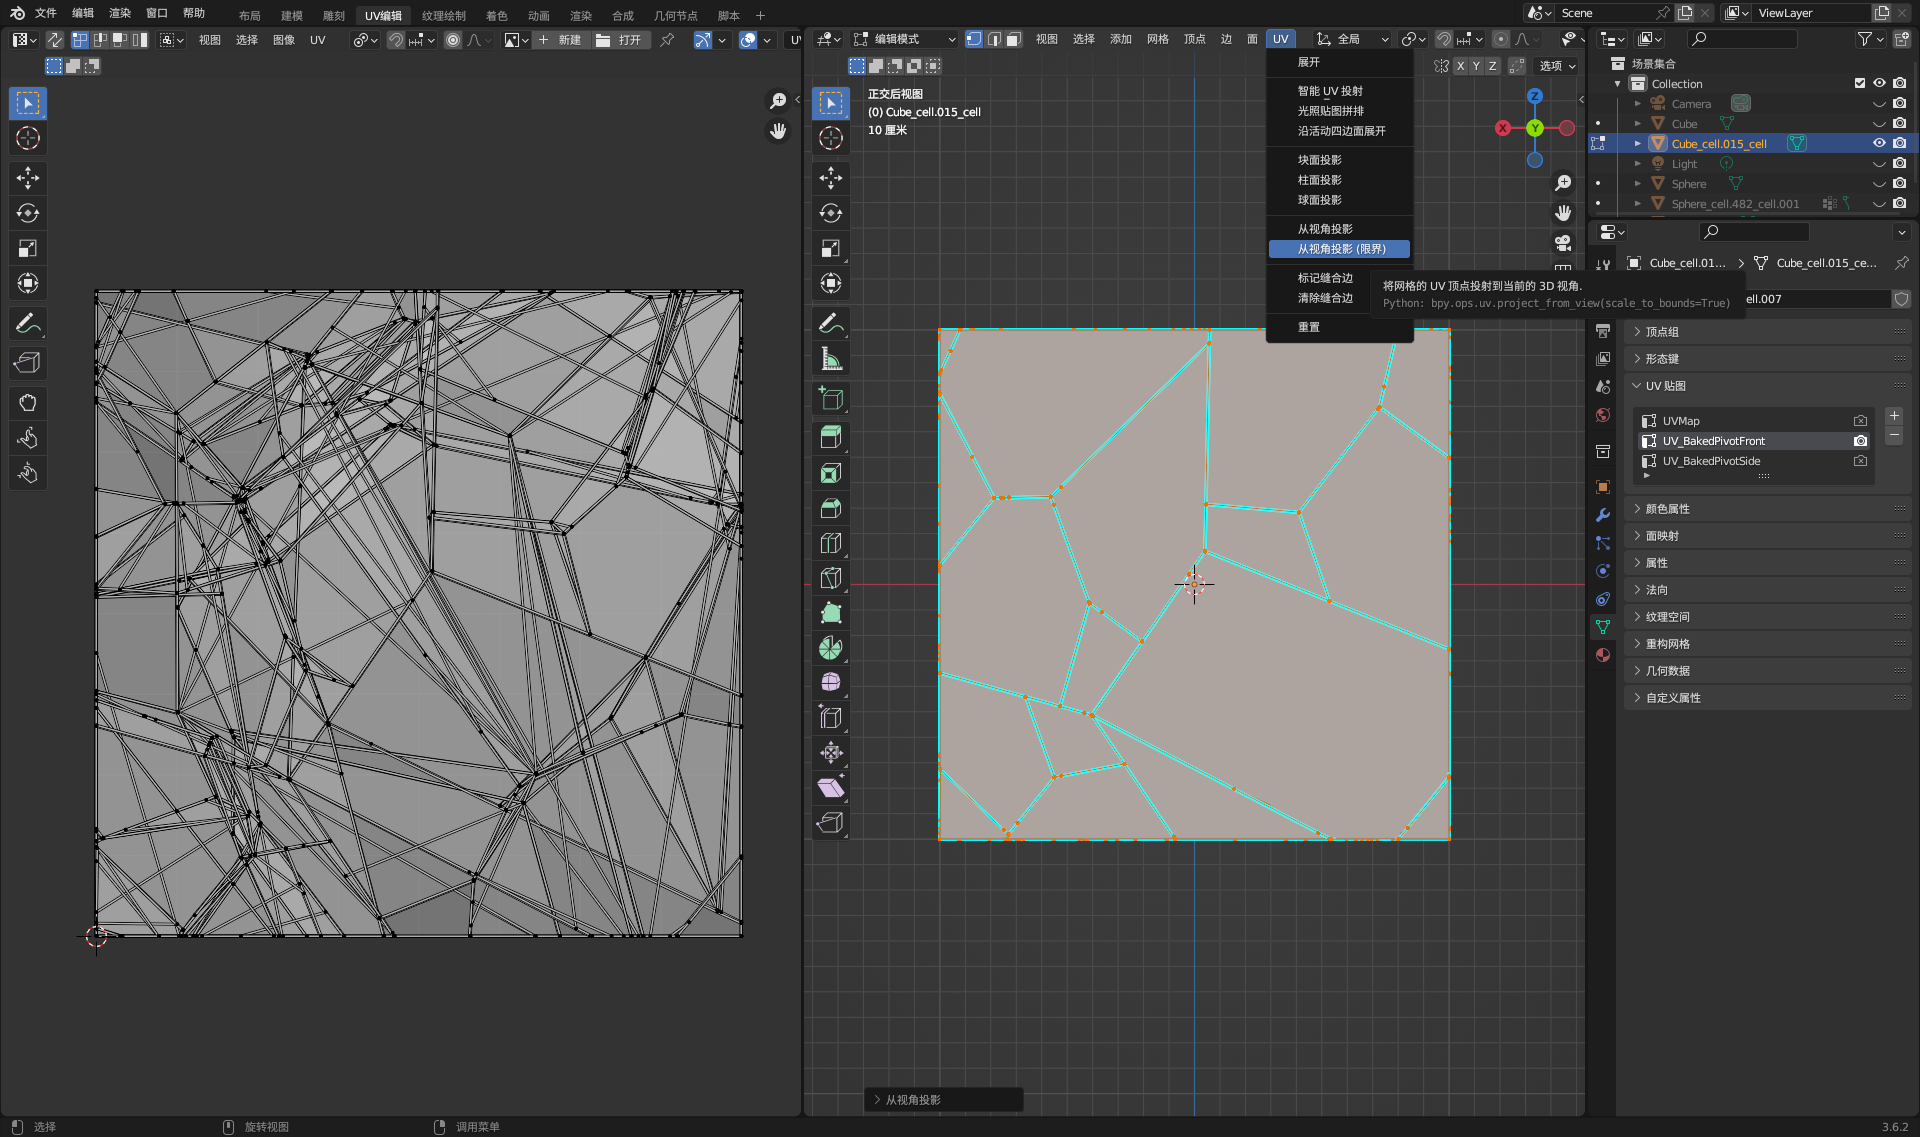 文件 编辑 渲染 窗口 帮助
布局 建模 雕刻 UV编辑 纹理绘制 着色 动画 渲染 合成 几何节点 脚本 +
Scene
ViewLayer
视图 选择 图像 UV
新建
打开
编辑模式
视图 选择 添加 网格 顶点 边 面 UV
全局
X Y Z
选项
正交后视图
(0) Cube_cell.015_cell
10 厘米
展开
智能 UV 投射
光照贴图拼排
沿活动四边面展开
块面投影
柱面投影
球面投影
从视角投影
从视角投影 (限界)
标记缝合边
清除缝合边
重置
将网格的 UV 顶点投射到当前的 3D 视角.
Python: bpy.ops.uv.project_from_view(scale_to_bounds=True)
Z
X
Y
场景集合
Collection
Camera
Cube
Cube_cell.015_cell
Light
Sphere
Sphere_cell.482_cell.001
Cube_cell.01...
Cube_cell.015_ce...
ell.007
顶点组
形态键
UV 贴图
UVMap
UV_BakedPivotFront
UV_BakedPivotSide
颜色属性
面映射
属性
法向
纹理空间
重构网格
几何数据
自定义属性
从视角投影
选择
旋转视图
调用菜单
3.6.2